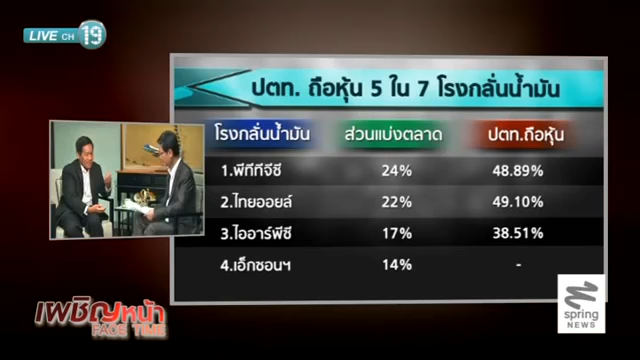 LIVE CH 19
ปตท. ถือหุ้น 5 ใน 7 โรงกลั่นน้ำมัน
โรงกลั่นน้ำมัน ส่วนแบ่งตลาด ปตท.ถือหุ้น
1.พีทีทีจีซี 24% 48.89%
2.ไทยออยล์ 22% 49.10%
3.ไออาร์พีซี 17% 38.51%
4.เอ็กซอนฯ 14% -
เผชิญหน้า
FACE TIME
spring
NEWS